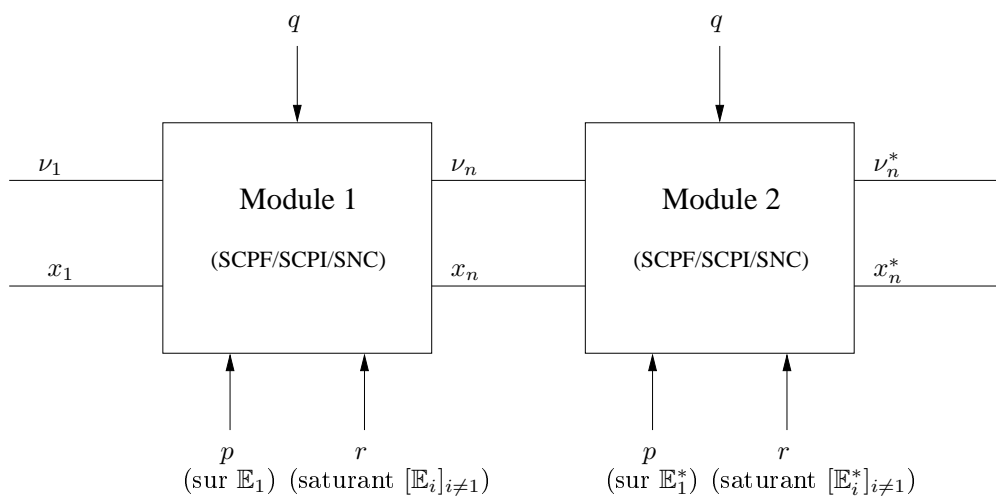 q q
ν₁ νₙ νₙ*
Module 1 Module 2
(SCPF/SCPI/SNC) (SCPF/SCPI/SNC)
x₁ xₙ xₙ*
p r p r
(sur 𝔼₁) (saturant [𝔼ᵢ]ᵢ≠₁) (sur 𝔼₁*) (saturant [𝔼ᵢ*]ᵢ≠₁)